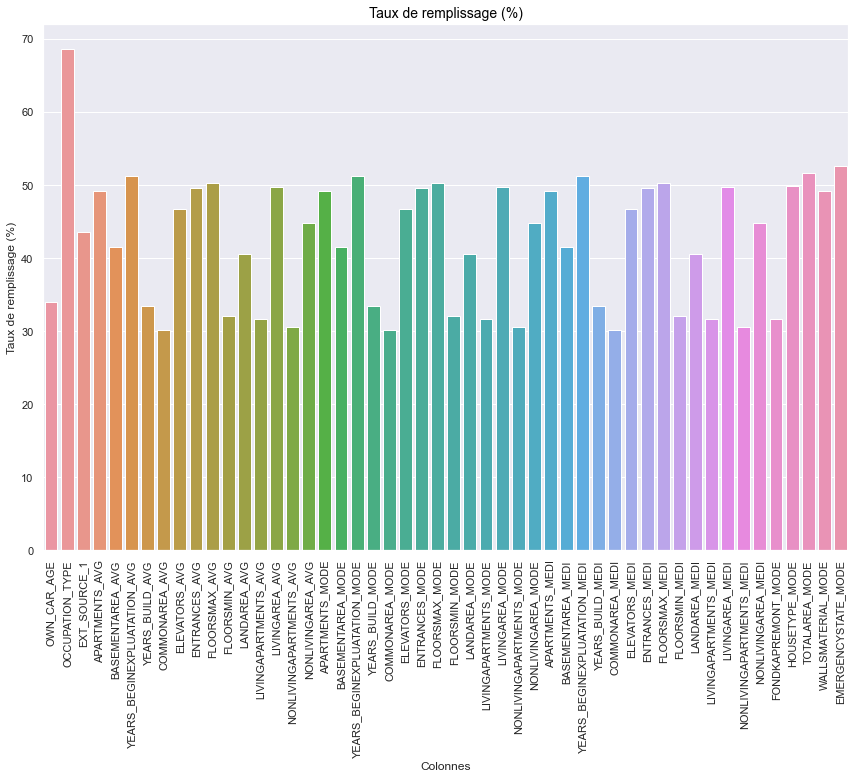 Taux de remplissage (%)
Taux de remplissage (%)
70
60
50
40
30
20
10
0
OWN_CAR_AGE
OCCUPATION_TYPE
EXT_SOURCE_1
APARTMENTS_AVG
BASEMENTAREA_AVG
YEARS_BEGINEXPLUATATION_AVG
YEARS_BUILD_AVG
COMMONAREA_AVG
ELEVATORS_AVG
ENTRANCES_AVG
FLOORSMAX_AVG
FLOORSMIN_AVG
LANDAREA_AVG
LIVINGAPARTMENTS_AVG
LIVINGAREA_AVG
NONLIVINGAPARTMENTS_AVG
NONLIVINGAREA_AVG
APARTMENTS_MODE
BASEMENTAREA_MODE
YEARS_BEGINEXPLUATATION_MODE
YEARS_BUILD_MODE
COMMONAREA_MODE
ELEVATORS_MODE
ENTRANCES_MODE
FLOORSMAX_MODE
FLOORSMIN_MODE
LANDAREA_MODE
LIVINGAPARTMENTS_MODE
LIVINGAREA_MODE
NONLIVINGAPARTMENTS_MODE
NONLIVINGAREA_MODE
APARTMENTS_MEDI
BASEMENTAREA_MEDI
YEARS_BEGINEXPLUATATION_MEDI
YEARS_BUILD_MEDI
COMMONAREA_MEDI
ELEVATORS_MEDI
ENTRANCES_MEDI
FLOORSMAX_MEDI
FLOORSMIN_MEDI
LANDAREA_MEDI
LIVINGAPARTMENTS_MEDI
LIVINGAREA_MEDI
NONLIVINGAPARTMENTS_MEDI
NONLIVINGAREA_MEDI
FONDKAPREMONT_MODE
HOUSETYPE_MODE
TOTALAREA_MODE
WALLSMATERIAL_MODE
EMERGENCYSTATE_MODE
Colonnes